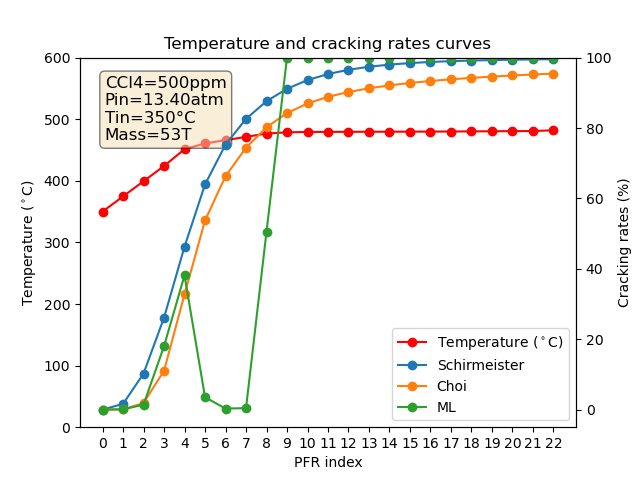 Temperature and cracking rates curves
CCl4=500ppm
Pin=13.40atm
Tin=350°C
Mass=53T
600
500
400
300
200
100
0
Temperature (°C)
100
80
60
40
20
0
Cracking rates (%)
Temperature (°C)
Schirmeister
Choi
ML
0 1 2 3 4 5 6 7 8 9 10 11 12 13 14 15 16 17 18 19 20 21 22
PFR index